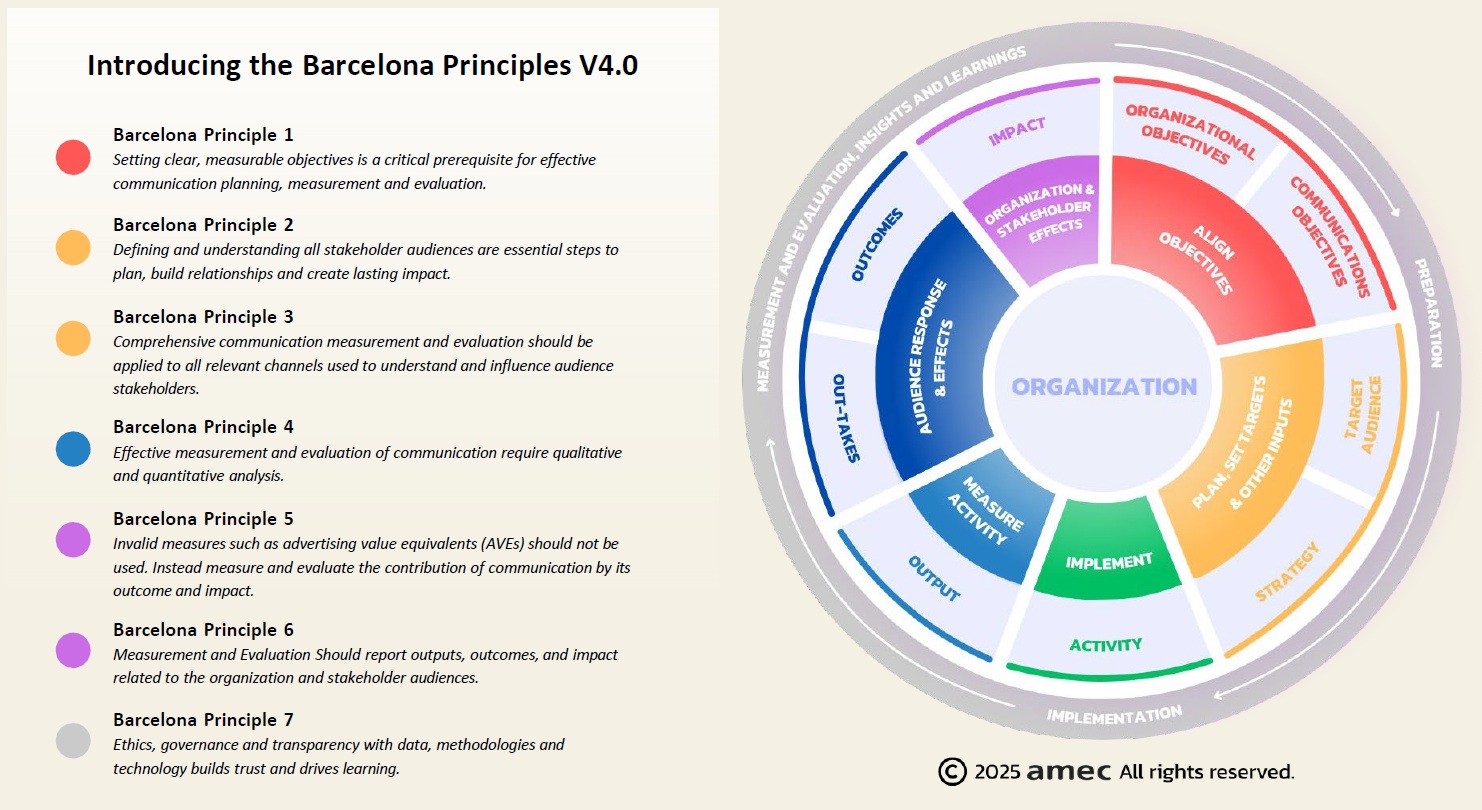 Introducing the Barcelona Principles V4.0
Barcelona Principle 1
Setting clear, measurable objectives is a critical prerequisite for effective
communication planning, measurement and evaluation.
Barcelona Principle 2
Defining and understanding all stakeholder audiences are essential steps to
plan, build relationships and create lasting impact.
Barcelona Principle 3
Comprehensive communication measurement and evaluation should be
applied to all relevant channels used to understand and influence audience
stakeholders.
Barcelona Principle 4
Effective measurement and evaluation of communication require qualitative
and quantitative analysis.
Barcelona Principle 5
Invalid measures such as advertising value equivalents (AVEs) should not be
used. Instead measure and evaluate the contribution of communication by its
outcome and impact.
Barcelona Principle 6
Measurement and Evaluation Should report outputs, outcomes, and impact
related to the organization and stakeholder audiences.
Barcelona Principle 7
Ethics, governance and transparency with data, methodologies and
technology builds trust and drives learning.
MEASUREMENT AND EVALUATION, INSIGHTS AND LEARNINGS
PREPARATION
IMPLEMENTATION
ORGANIZATIONAL
OBJECTIVES
COMMUNICATIONS
OBJECTIVES
ALIGN
OBJECTIVES
TARGET
AUDIENCE
STRATEGY
PLAN, SET TARGETS
& OTHER INPUTS
IMPLEMENT
ACTIVITY
MEASURE
ACTIVITY
OUTPUT
AUDIENCE RESPONSE
& EFFECTS
OUT-TAKES
OUTCOMES
IMPACT
ORGANIZATION &
STAKEHOLDER
EFFECTS
ORGANIZATION
© 2025 amec All rights reserved.